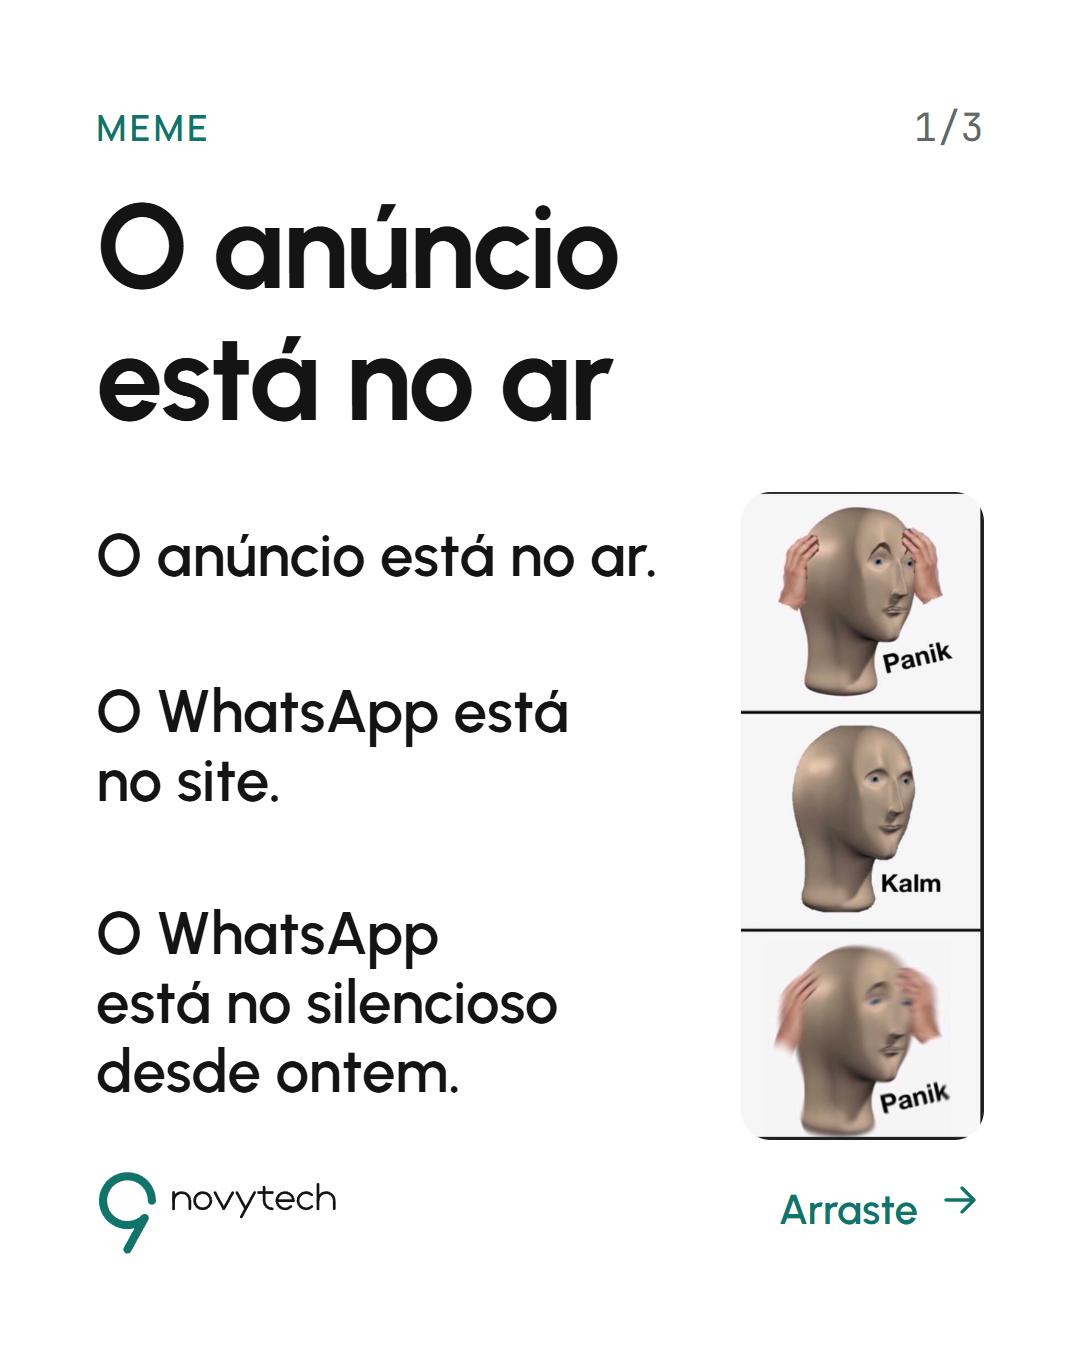 MEME
1/3
O anúncio
está no ar
O anúncio está no ar.
O WhatsApp está
no site.
O WhatsApp
está no silencioso
desde ontem.
Panik
Kalm
Panik
novytech
Arraste →